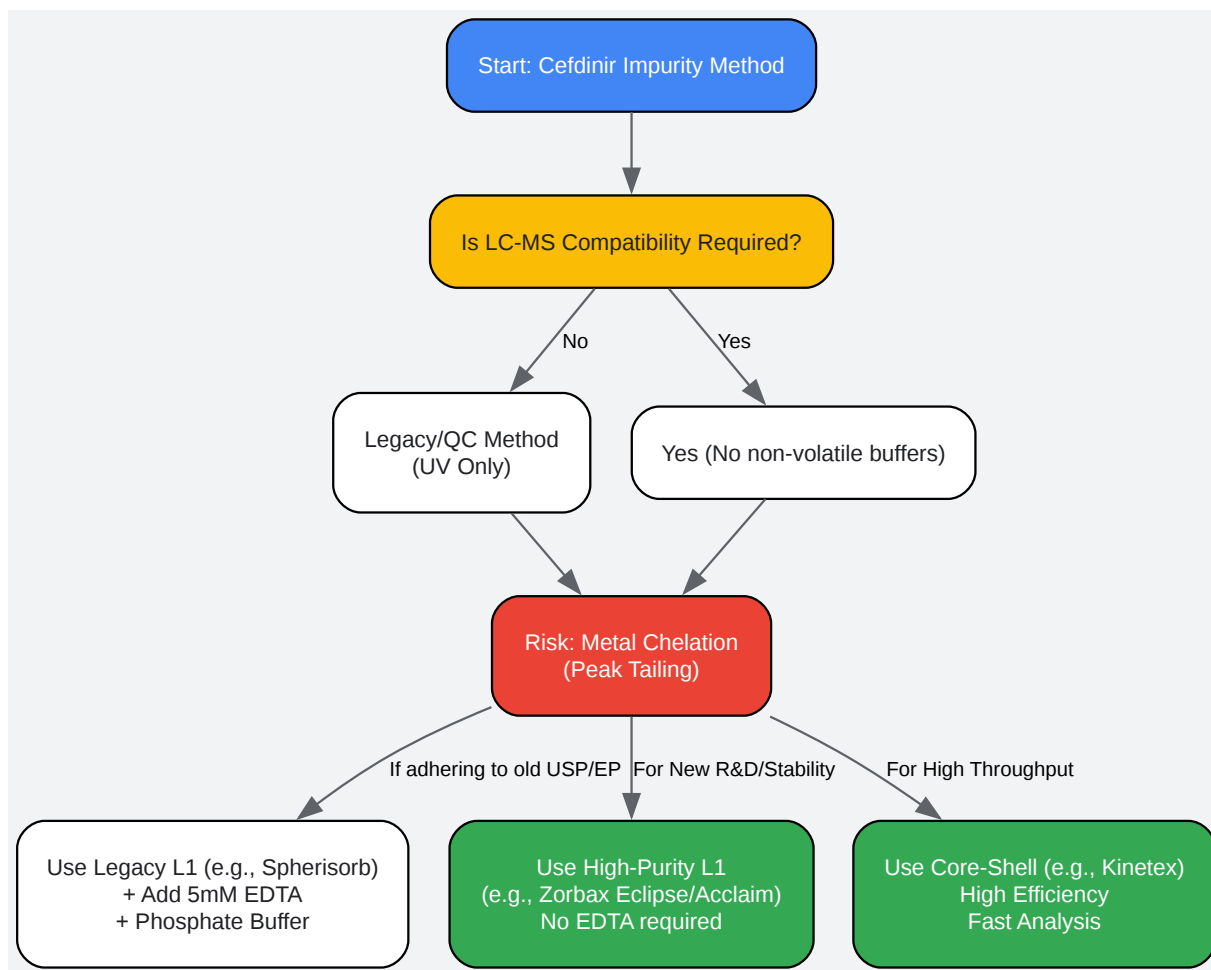 Start: Cefdinir Impurity Method
Is LC-MS Compatibility Required?
No
Yes
Legacy/QC Method
(UV Only)
Yes (No non-volatile buffers)
Risk: Metal Chelation
(Peak Tailing)
If adhering to old USP/EP
For New R&D/Stability
For High Throughput
Use Legacy L1 (e.g., Spherisorb)
+ Add 5mM EDTA
+ Phosphate Buffer
Use High-Purity L1
(e.g., Zorbax Eclipse/Acclaim)
No EDTA required
Use Core-Shell (e.g., Kinetex)
High Efficiency
Fast Analysis